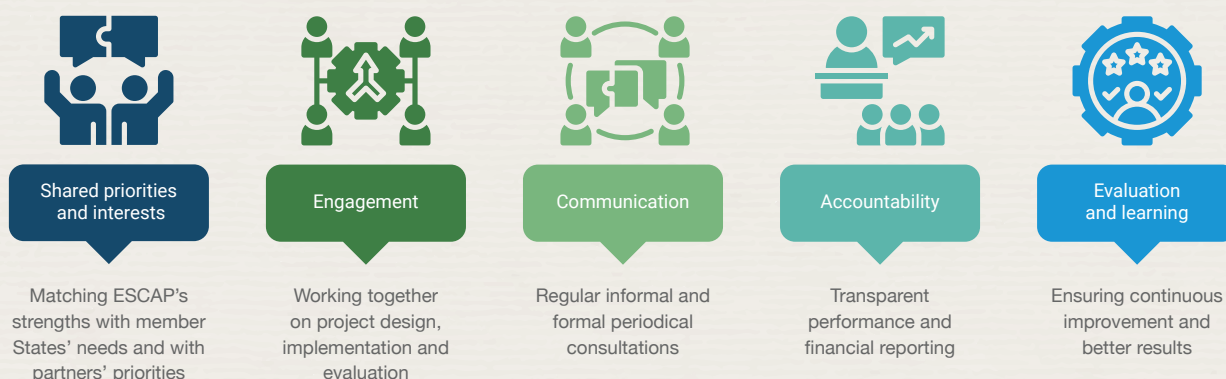 Shared priorities
and interests
Engagement
Communication
Accountability
Evaluation
and learning
Matching ESCAP's
strengths with member
States' needs and with
partners' priorities
Working together
on project design,
implementation and
evaluation
Regular informal and
formal periodical
consultations
Transparent
performance and
financial reporting
Ensuring continuous
improvement and
better results